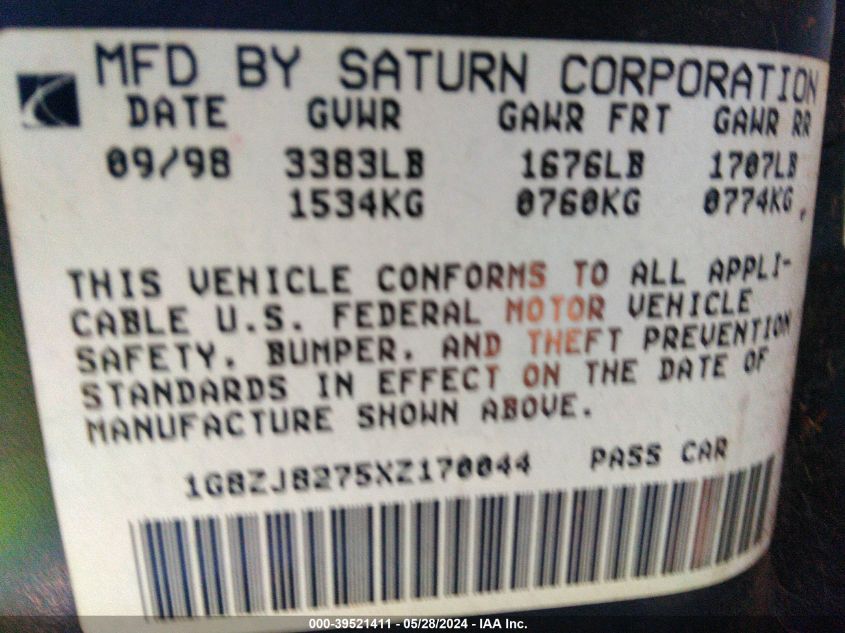 MFD BY SATURN CORPORATION
DATE GVWR GAWR FRT GAWR RR
09/98 3383LB 1676LB 1707LB
1534KG 0760KG 0774KG
THIS VEHICLE CONFORMS TO ALL APPLI-
CABLE U.S. FEDERAL MOTOR VEHICLE
SAFETY, BUMPER, AND THEFT PREVENTION
STANDARDS IN EFFECT ON THE DATE OF
MANUFACTURE SHOWN ABOVE.
1G8ZJ8275XZ170044 PASS CAR
000-39521411 - 05/28/2024 - IAA Inc.